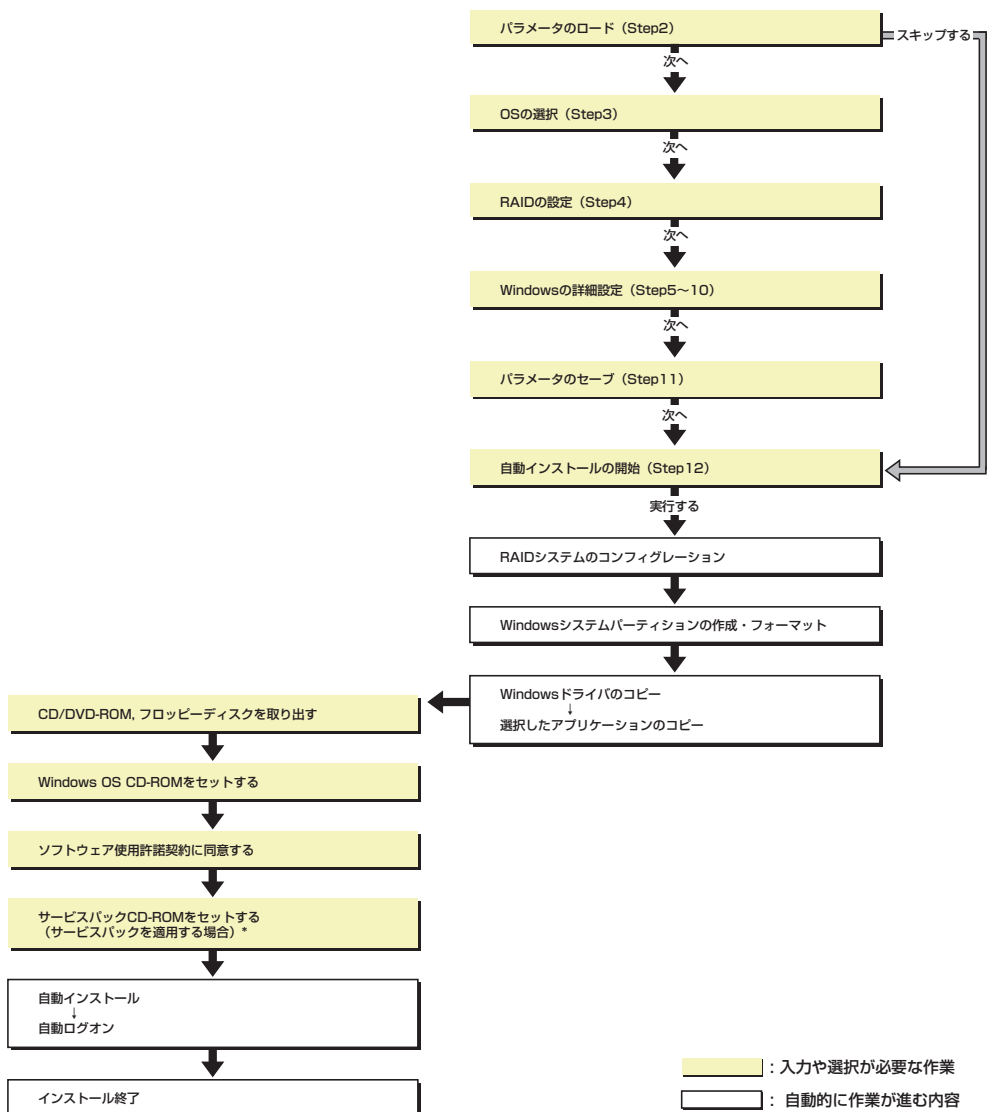 パラメータのロード（Step2）
スキップする
次へ
OSの選択（Step3）
次へ
RAIDの設定（Step4）
次へ
Windowsの詳細設定（Step5～10）
次へ
パラメータのセーブ（Step11）
次へ
自動インストールの開始（Step12）
実行する
RAIDシステムのコンフィグレーション
Windowsシステムパーティションの作成・フォーマット
Windowsドライバのコピー
↓
選択したアプリケーションのコピー
CD/DVD-ROM, フロッピーディスクを取り出す
Windows OS CD-ROMをセットする
ソフトウェア使用許諾契約に同意する
サービスパックCD-ROMをセットする
（サービスパックを適用する場合）*
自動インストール
↓
自動ログオン
インストール終了
：入力や選択が必要な作業
： 自動的に作業が進む内容